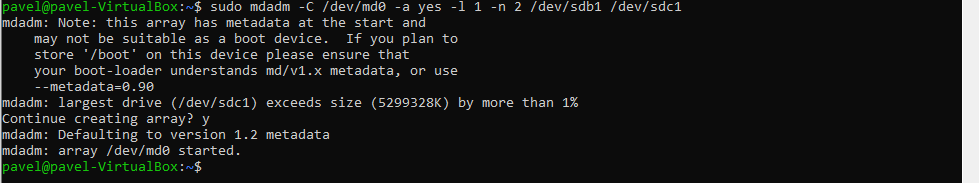 pavel@pavel-VirtualBox:~$ sudo mdadm -C /dev/md0 -a yes -l 1 -n 2 /dev/sdb1 /dev/sdc1
mdadm: Note: this array has metadata at the start and
    may not be suitable as a boot device.  If you plan to
    store '/boot' on this device please ensure that
    your boot-loader understands md/v1.x metadata, or use
    --metadata=0.90
mdadm: largest drive (/dev/sdc1) exceeds size (5299328K) by more than 1%
Continue creating array? y
mdadm: Defaulting to version 1.2 metadata
mdadm: array /dev/md0 started.
pavel@pavel-VirtualBox:~$